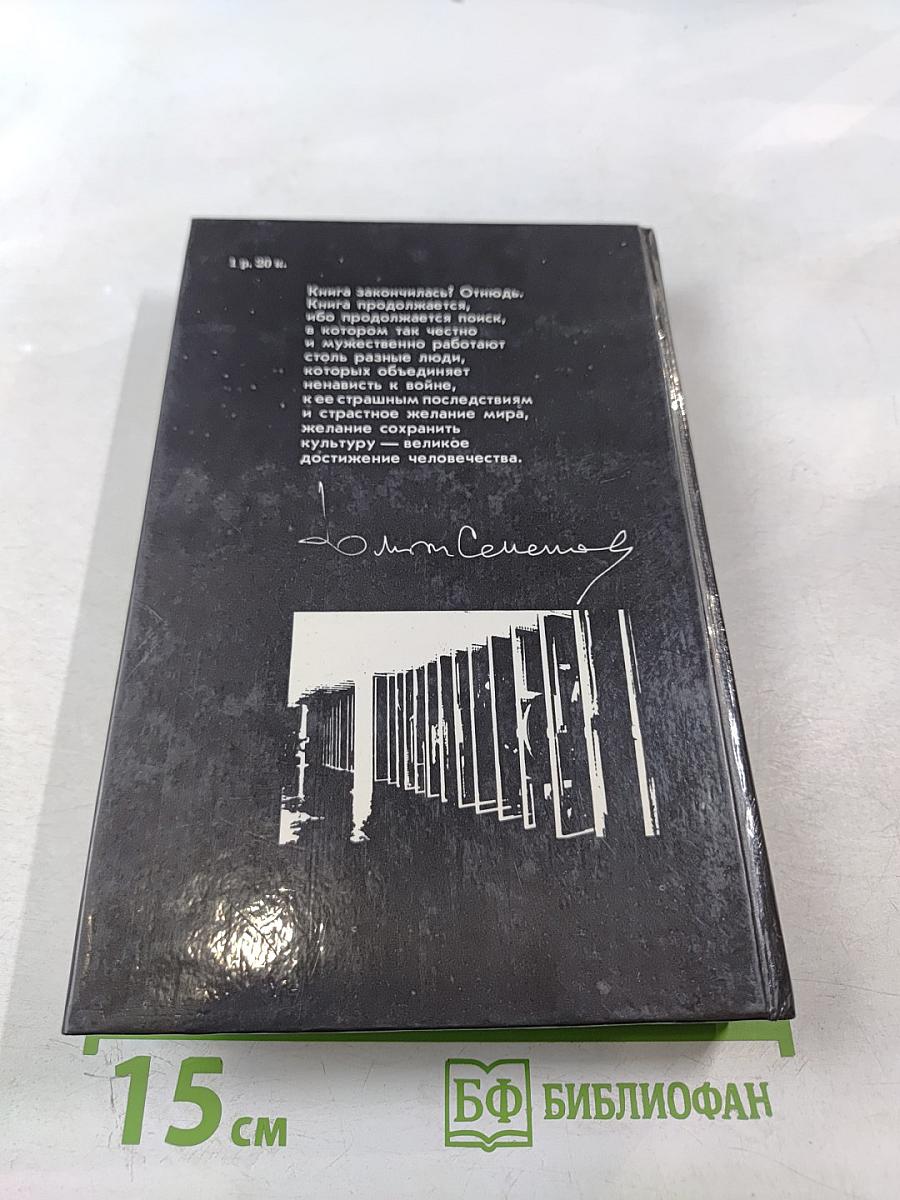 1 р. 20 к.
Книга закончилась? Отнюдь.
Книга продолжается,
ибо продолжается поиск,
в котором так честно
и мужественно работают
столь разные люди,
которых объединяет
ненависть к войне,
к ее страшным последствиям
и страстное желание мира,
желание сохранить
культуру — великое
достижение человечества.
Юлиан Семенов
15 см
БФ БИБЛИОФАН